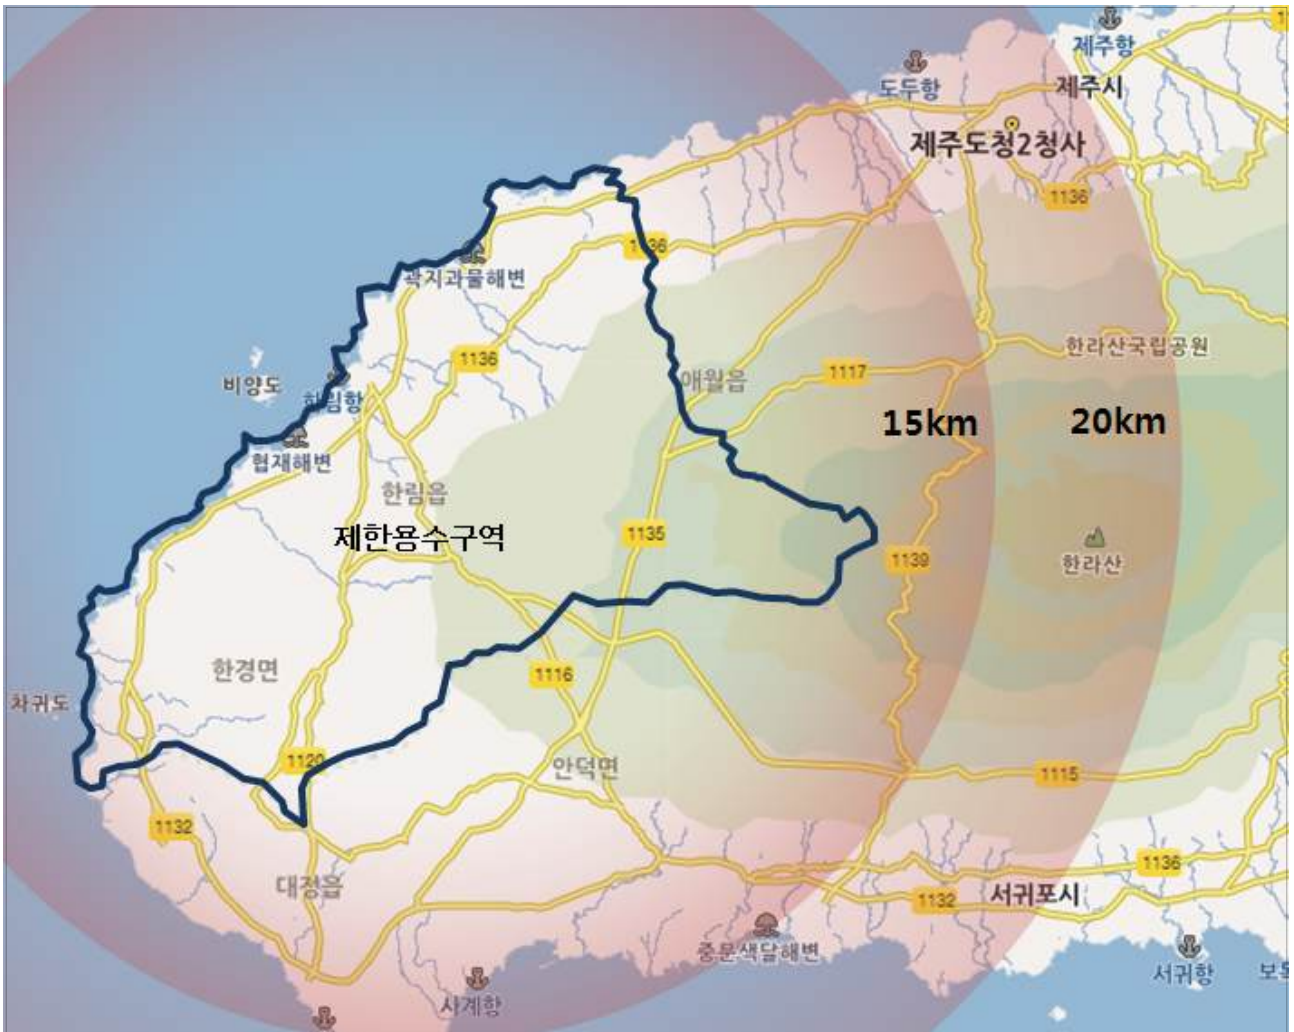 제주항
도두항
제주시
제주도청2청사
1136
1136
곽지과물해변
1136
한라산국립공원
비양도
한림항
애월읍
1117
15km
20km
협재해변
한림읍
제한용수구역
1135
1139
한라산
한경면
1116
차귀도
1120
안덕면
1115
1132
1136
대정읍
1132
서귀포시
중문색달해변
사계항
서귀항